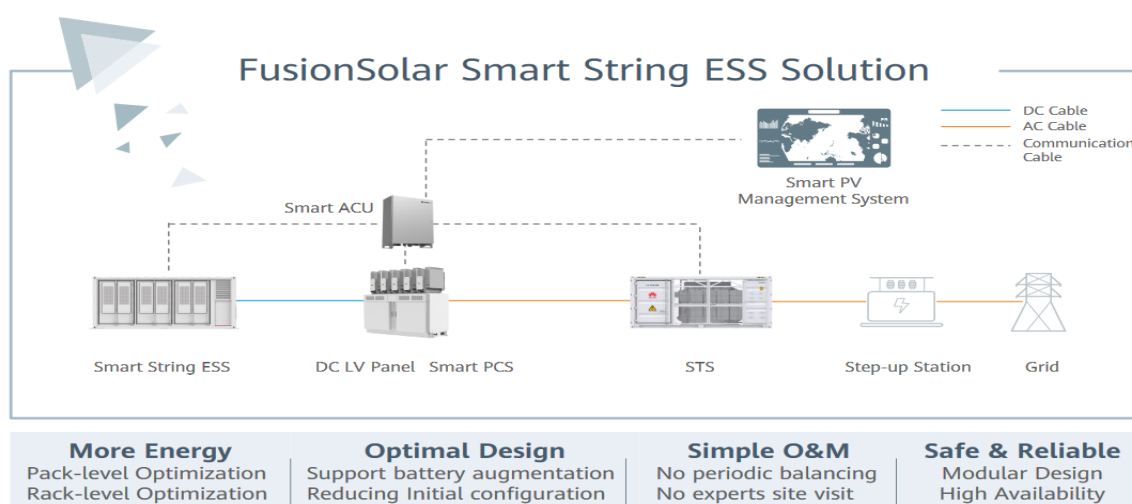 FusionSolar Smart String ESS Solution
DC Cable
AC Cable
Communication
Cable
Smart PV
Management System
Smart ACU
Smart String ESS
DC LV Panel
Smart PCS
STS
Step-up Station
Grid
More Energy
Pack-level Optimization
Rack-level Optimization
Optimal Design
Support battery augmentation
Reducing Initial configuration
Simple O&M
No periodic balancing
No experts site visit
Safe & Reliable
Modular Design
High Availability